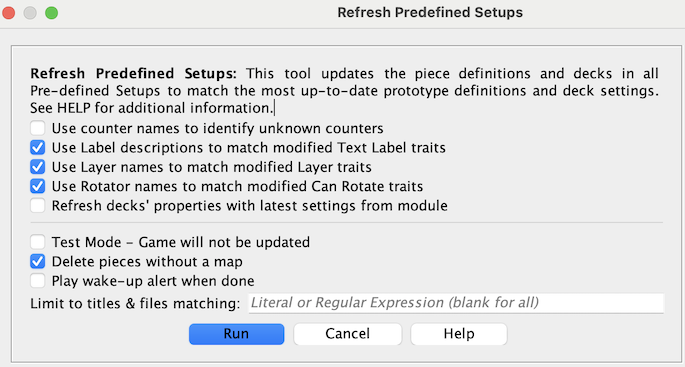 Refresh Predefined Setups
Refresh Predefined Setups: This tool updates the piece definitions and decks in all
Pre-defined Setups to match the most up-to-date prototype definitions and deck settings.
See HELP for additional information.
Use counter names to identify unknown counters
Use Label descriptions to match modified Text Label traits
Use Layer names to match modified Layer traits
Use Rotator names to match modified Can Rotate traits
Refresh decks' properties with latest settings from module
Test Mode - Game will not be updated
Delete pieces without a map
Play wake-up alert when done
Limit to titles & files matching: Literal or Regular Expression (blank for all)
Run Cancel Help